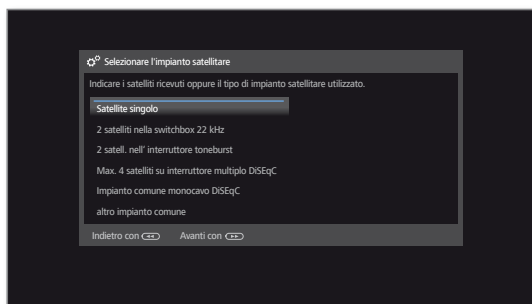 Selezionare l'impianto satellitare
Indicare i satelliti ricevuti oppure il tipo di impianto satellitare utilizzato.
Satellite singolo
2 satelliti nella switchbox 22 kHz
2 satell. nell' interruttore toneburst
Max. 4 satelliti su interruttore multiplo DiSEqC
Impianto comune monocavo DiSEqC
altro impianto comune
Indietro con Avanti con